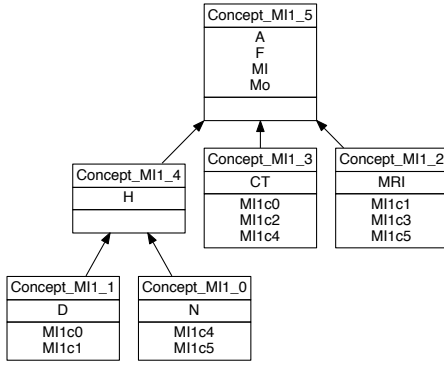 Concept_MI1_5
A
F
MI
Mo
Concept_MI1_4
H
Concept_MI1_3
CT
MI1c0
MI1c2
MI1c4
Concept_MI1_2
MRI
MI1c1
MI1c3
MI1c5
Concept_MI1_1
D
MI1c0
MI1c1
Concept_MI1_0
N
MI1c4
MI1c5